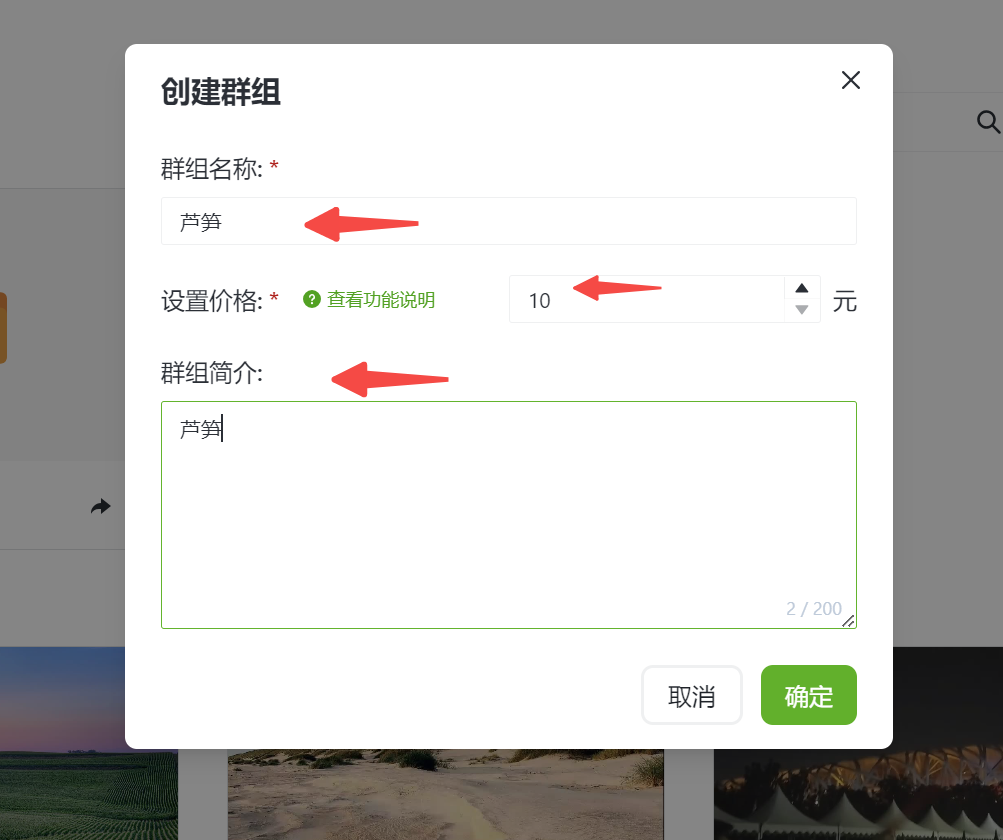 创建群组
群组名称: *
芦笋
设置价格: * ? 查看功能说明 10 元
群组简介:
芦笋
2 / 200
取消 确定